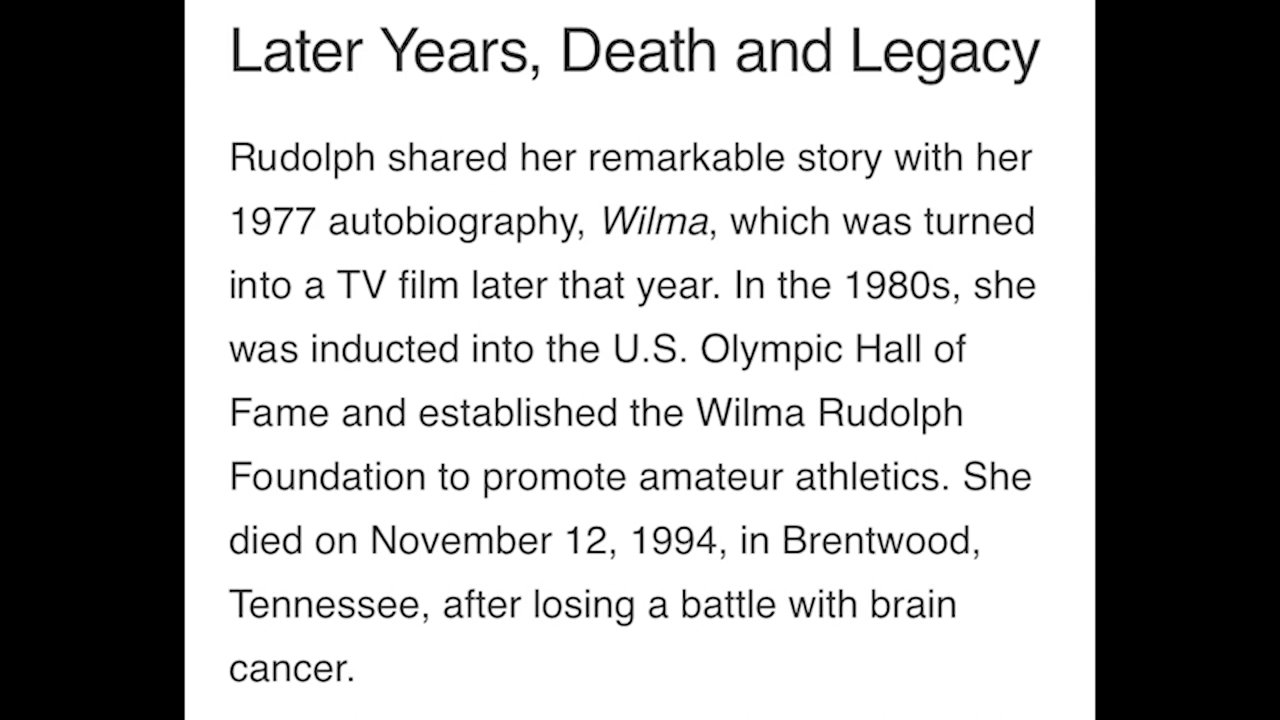 Later Years, Death and Legacy
Rudolph shared her remarkable story with her
1977 autobiography, Wilma, which was turned
into a TV film later that year. In the 1980s, she
was inducted into the U.S. Olympic Hall of
Fame and established the Wilma Rudolph
Foundation to promote amateur athletics. She
died on November 12, 1994, in Brentwood,
Tennessee, after losing a battle with brain
cancer.